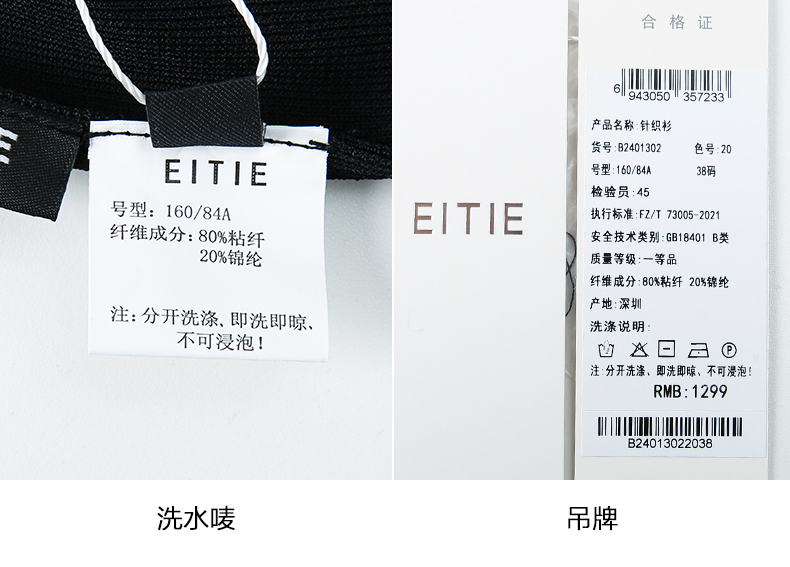 EITIE
号型: 160/84A
纤维成分: 80%粘纤
20%锦纶
注: 分开洗涤、即洗即晾、
不可浸泡!
洗水唛
EITIE
合格证
6 943050 357233
产品名称: 针织衫
货号: B2401302 色号: 20
号型: 160/84A 38码
检验员: 45
执行标准: FZ/T 73005-2021
安全技术类别: GB18401 B类
质量等级: 一等品
纤维成分: 80%粘纤 20%锦纶
产地: 深圳
洗涤说明:
P
注: 分开洗涤、即洗即晾、不可浸泡!
RMB: 1299
B24013022038
吊牌